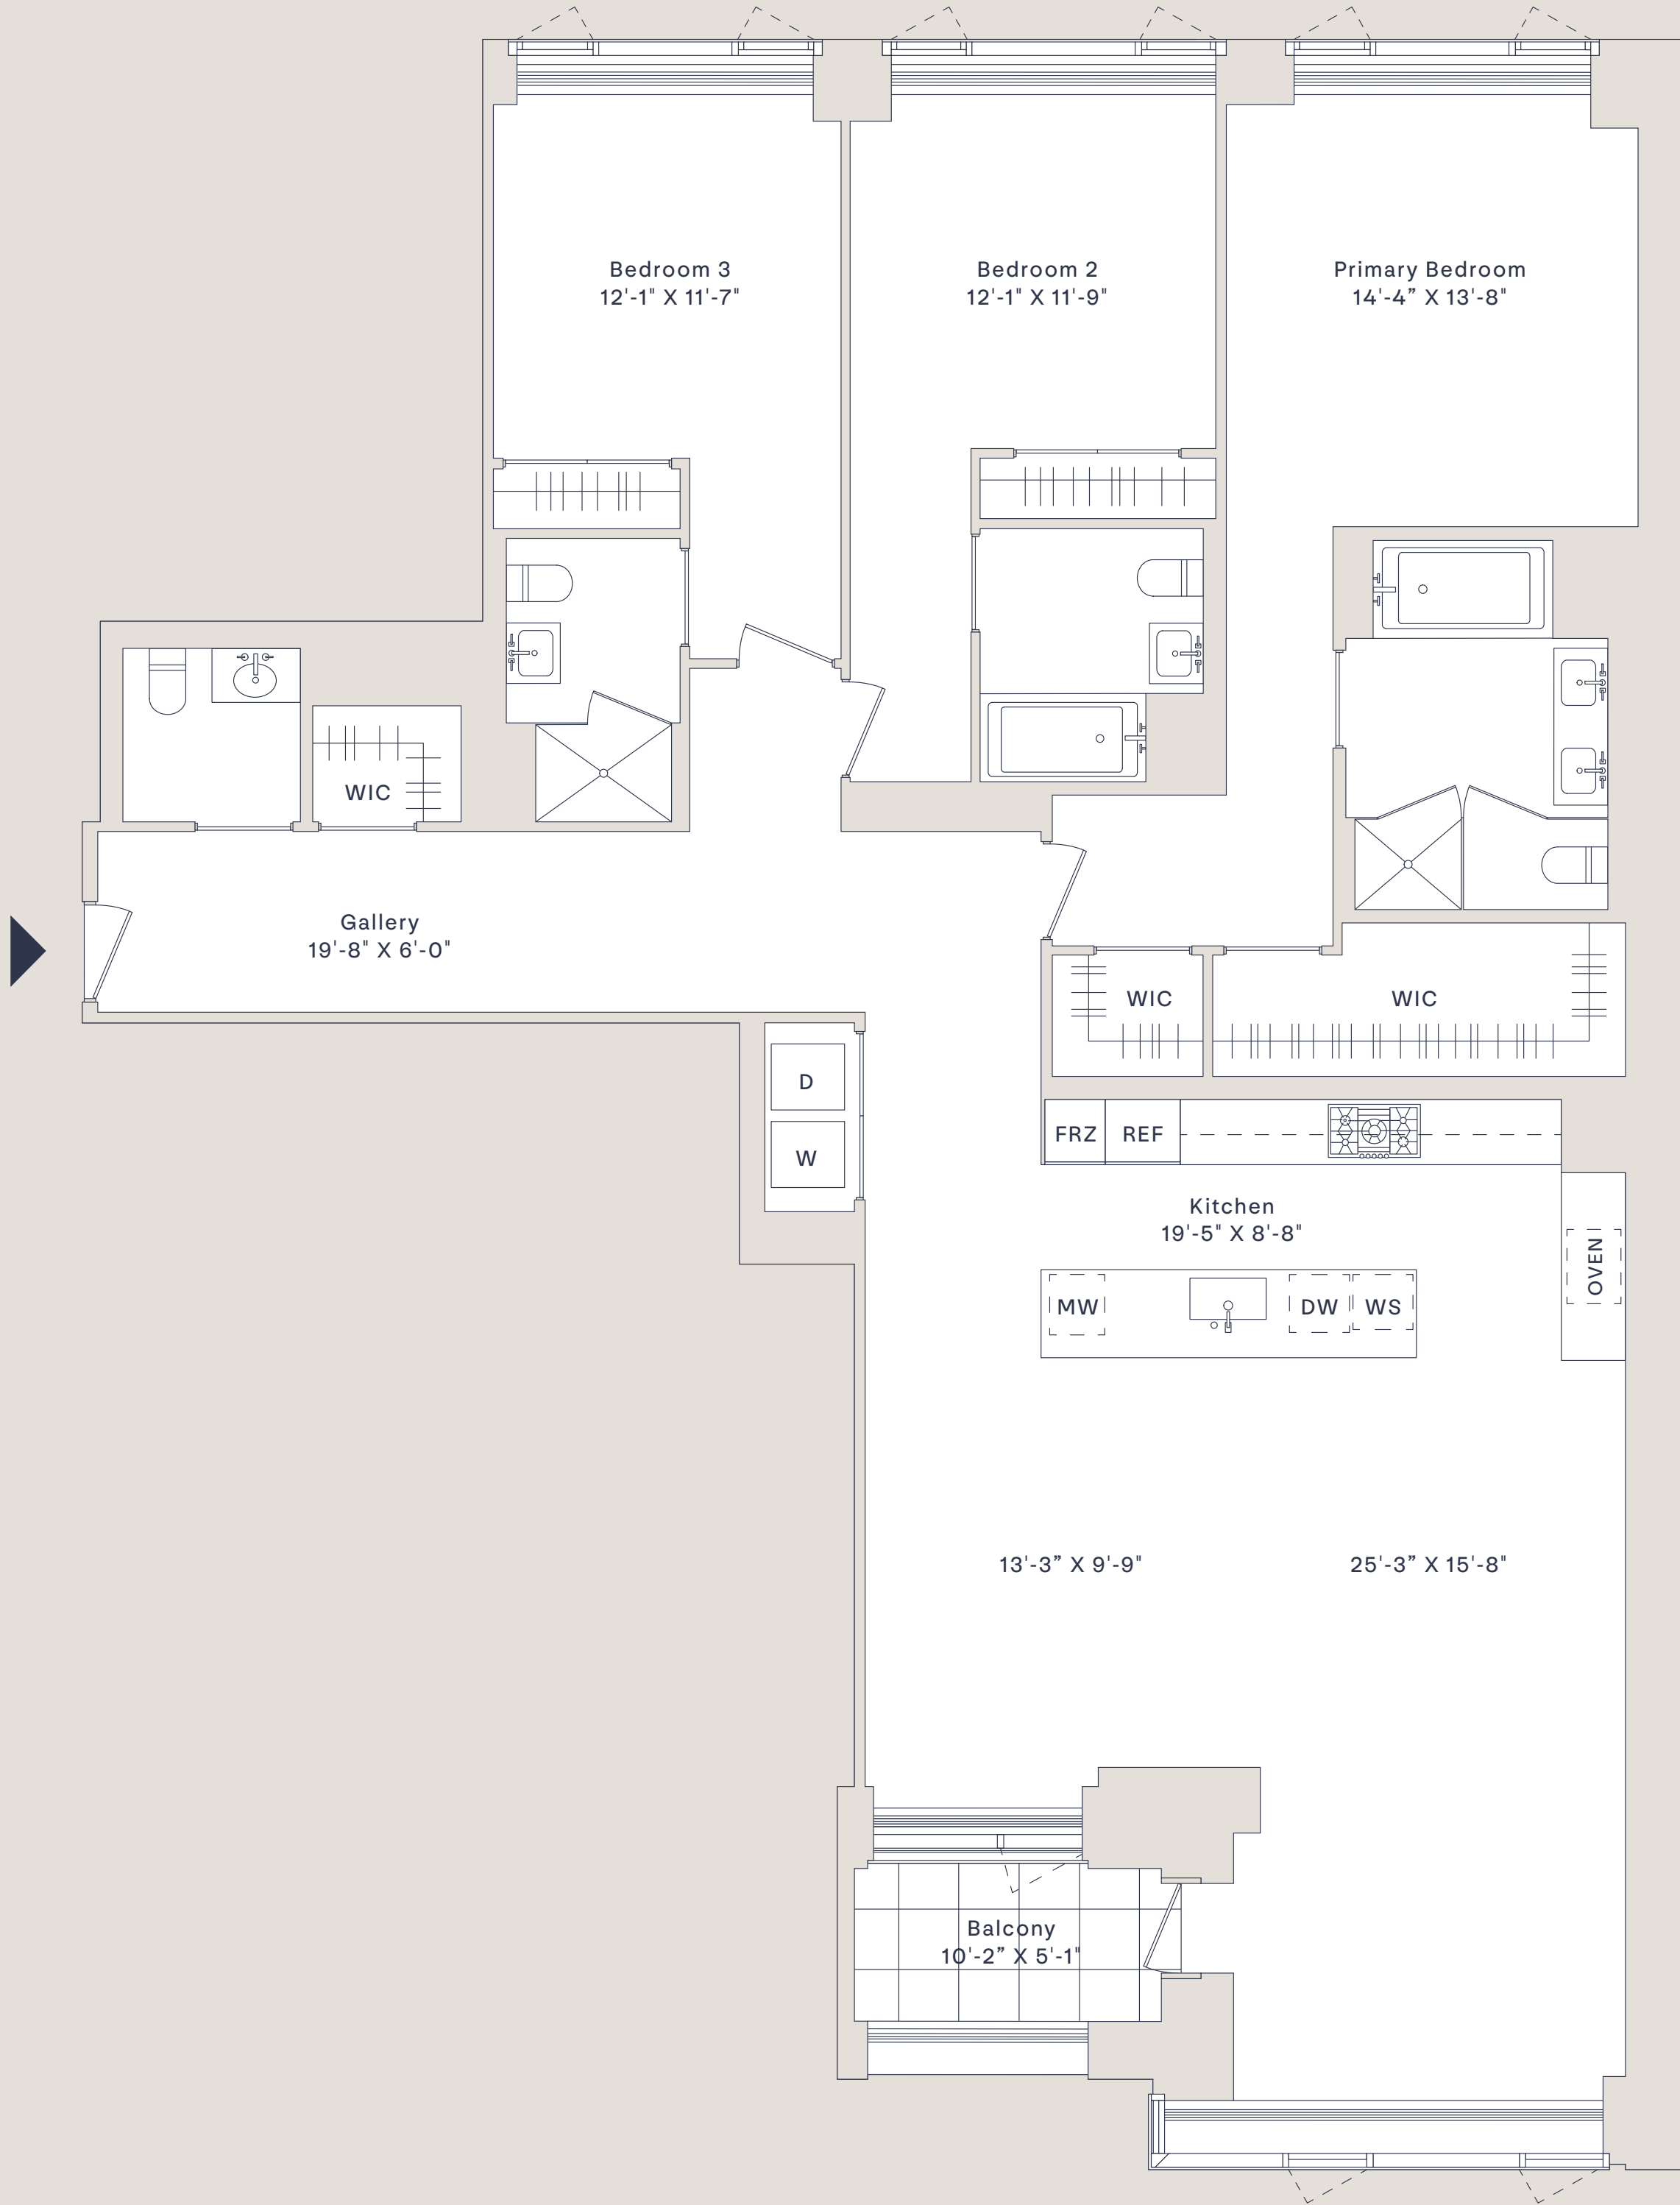 Bedroom 3
12'-1" X 11'-7"
Bedroom 2
12'-1" X 11'-9"
Primary Bedroom
14'-4” X 13'-8"
WIC
Gallery
19'-8" X 6'-0"
WIC
WIC
D
W
FRZ
REF
Kitchen
19'-5" X 8'-8"
OVEN
MW
DW
WS
13'-3” X 9'-9"
25'-3” X 15'-8"
Balcony
10'-2” X 5'-1"